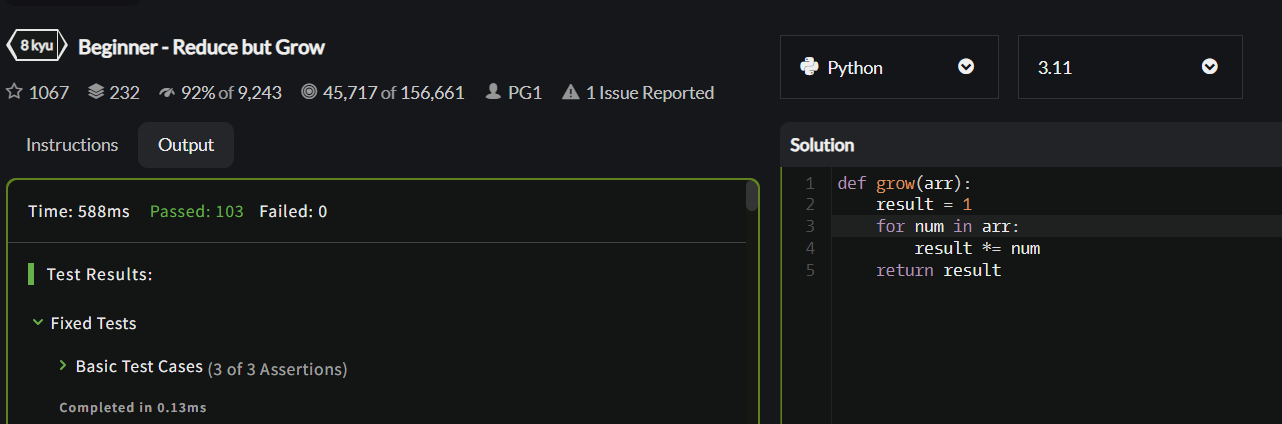 8 kyu Beginner - Reduce but Grow
1067 232 92% of 9,243 45,717 of 156,661 PG1 1 Issue Reported
Instructions Output
Time: 588ms Passed: 103 Failed: 0
Test Results:
Fixed Tests
Basic Test Cases (3 of 3 Assertions)
Completed in 0.13ms
Python 3.11
Solution
1 def grow(arr):
2     result = 1
3     for num in arr:
4         result *= num
5     return result